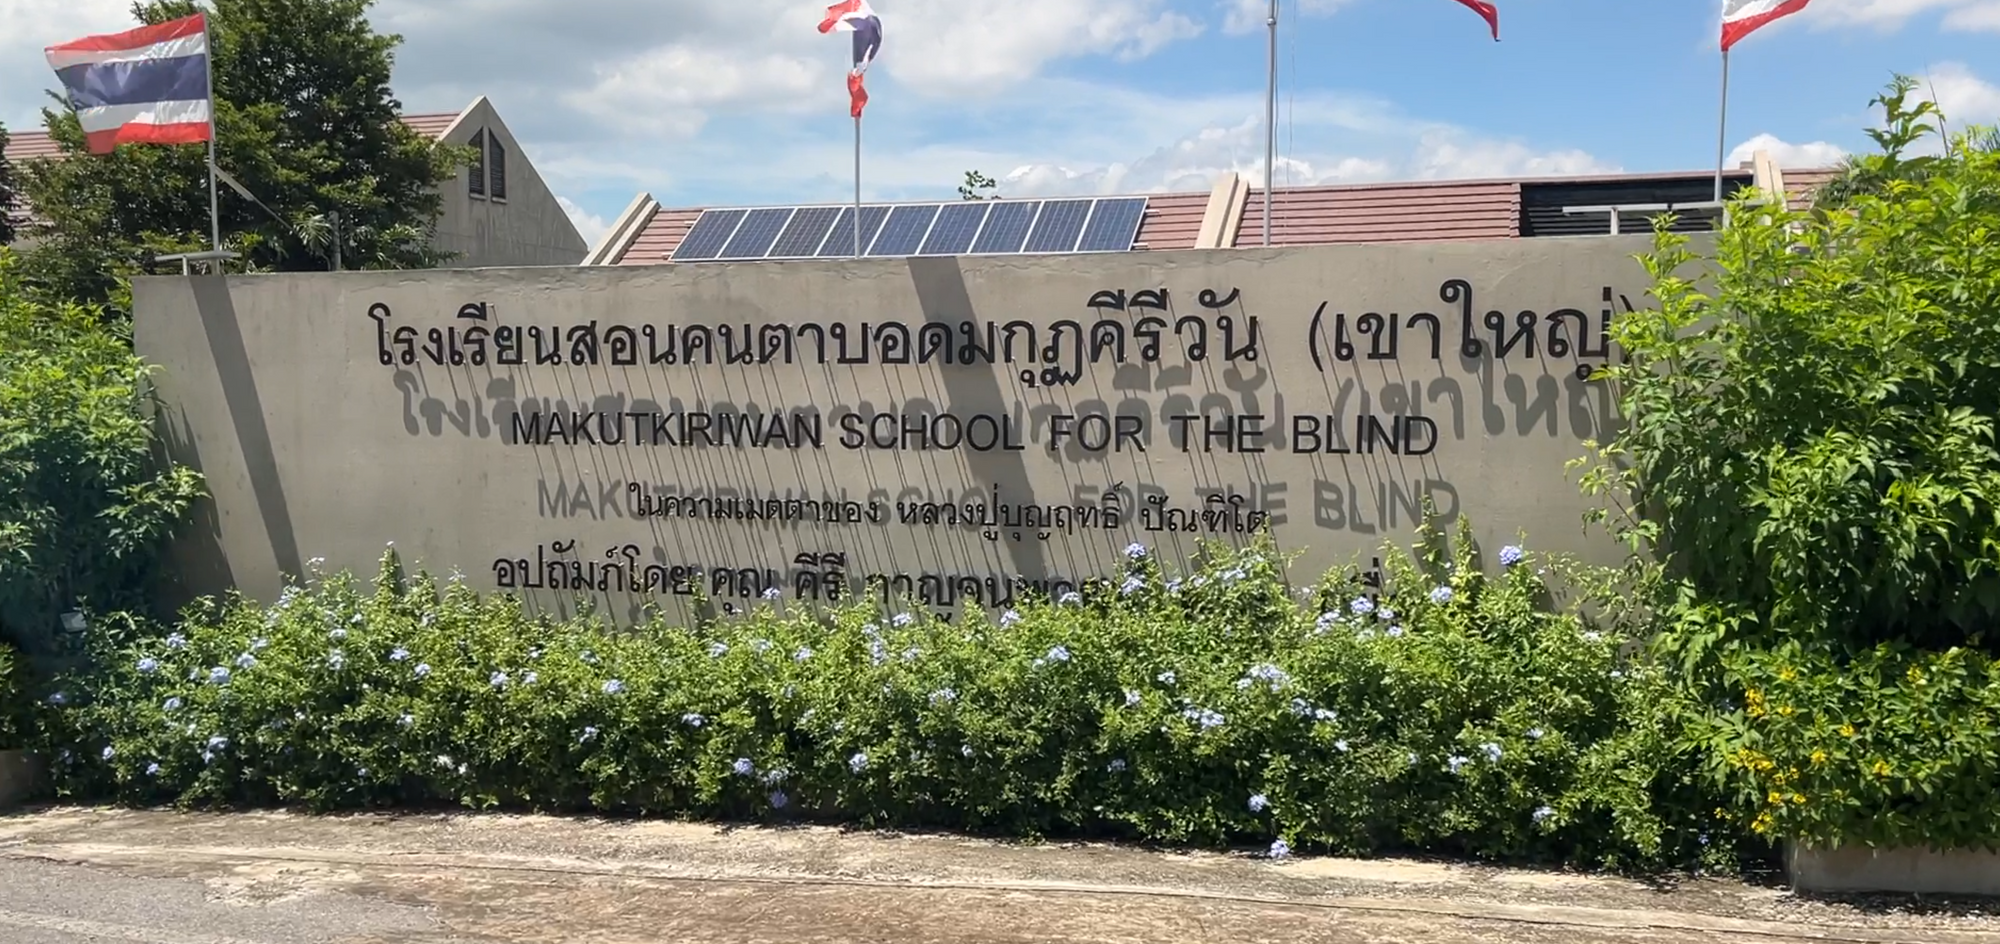 โรงเรียนสอนคนตาบอดมกุฏคีรีวัน (เขาใหญ่)
MAKUTKIRIWAN SCHOOL FOR THE BLIND
ในความเมตตาของ หลวงปู่บุญฤทธิ์ ปัณฑิโต
อุปถัมภ์โดย คุณ คีรี